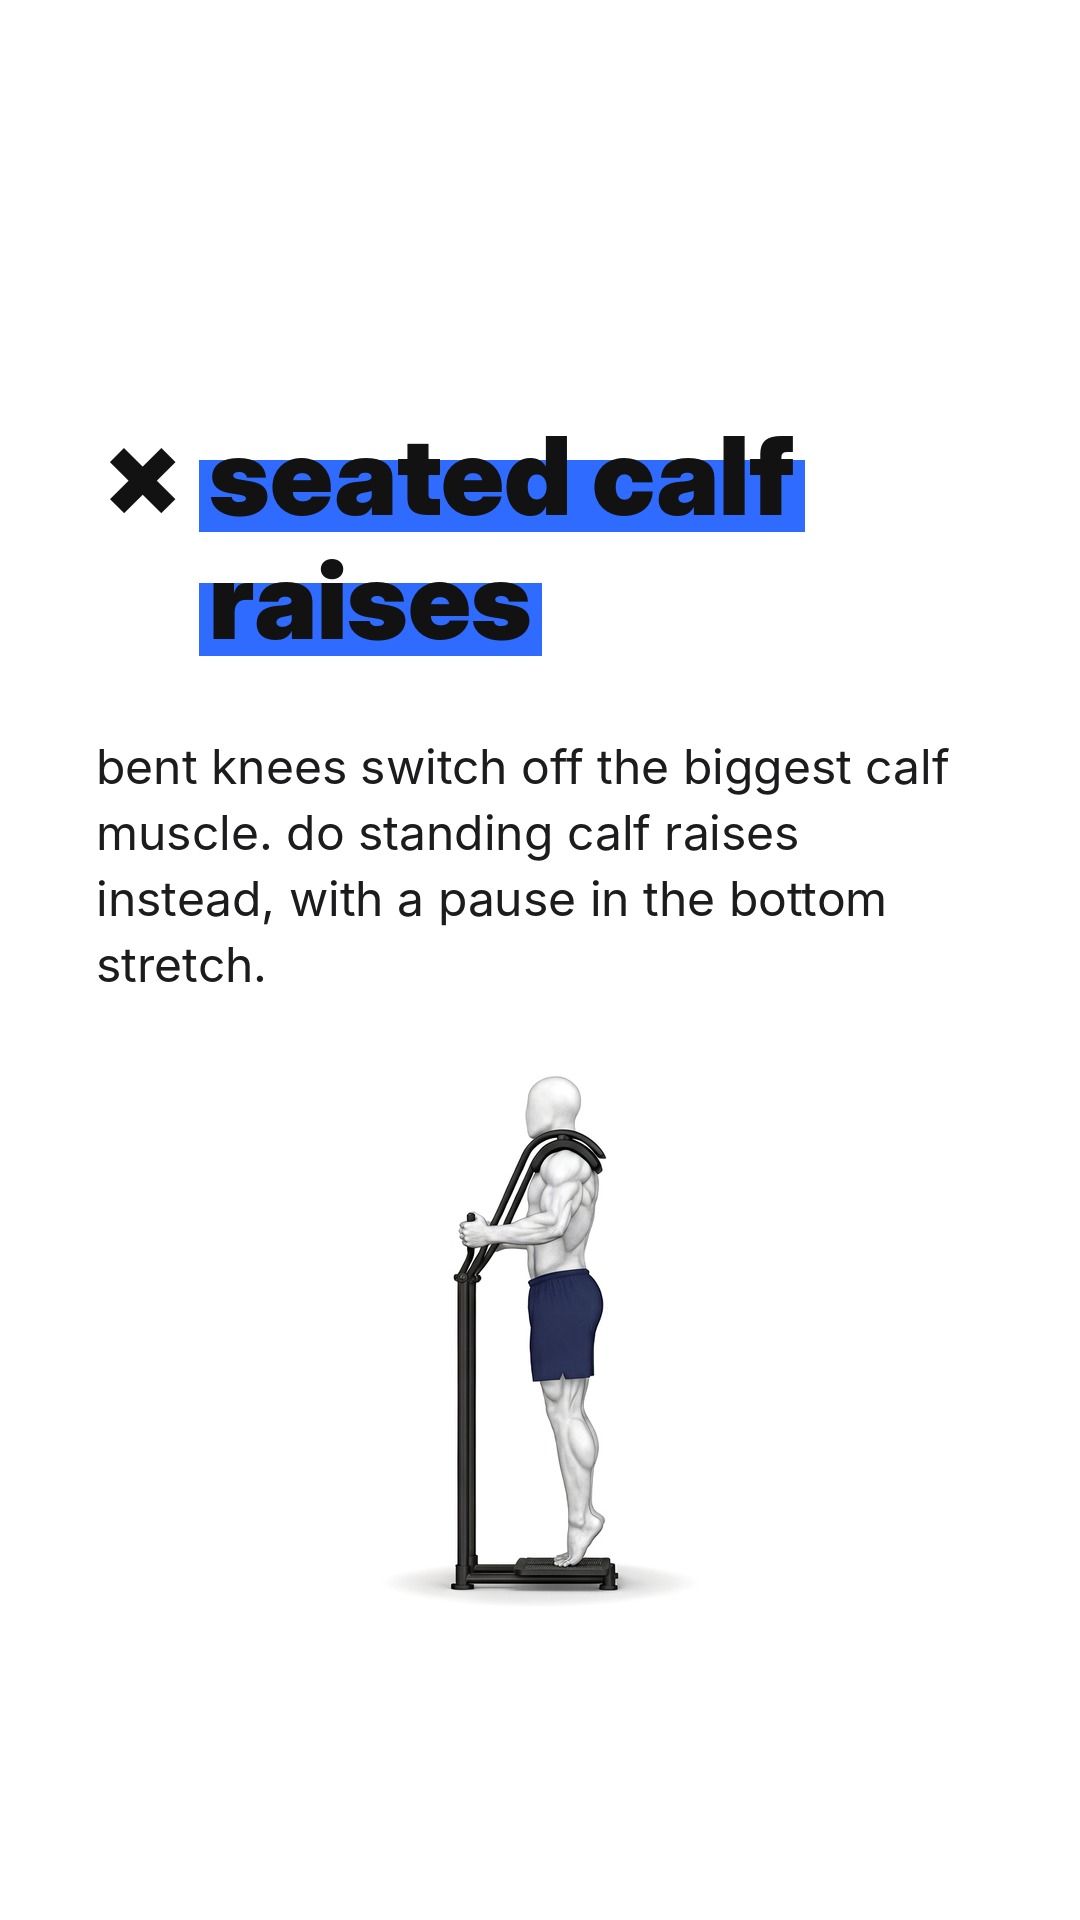 ✖ seated calf
raises
bent knees switch off the biggest calf
muscle. do standing calf raises
instead, with a pause in the bottom
stretch.